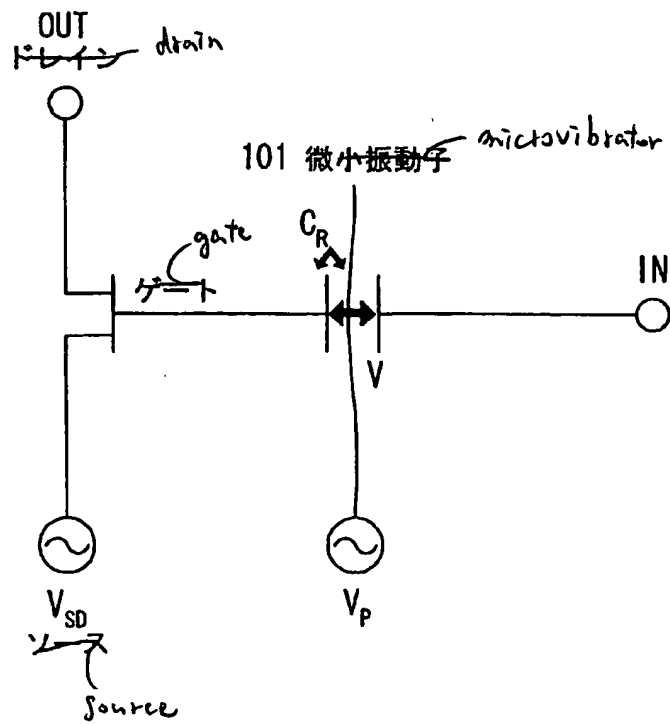 OUT
ドレイン drain
101 微小振動子 microvibrator
C_R
gate
ゲート
IN
V
V_SD
V_P
ソース
source